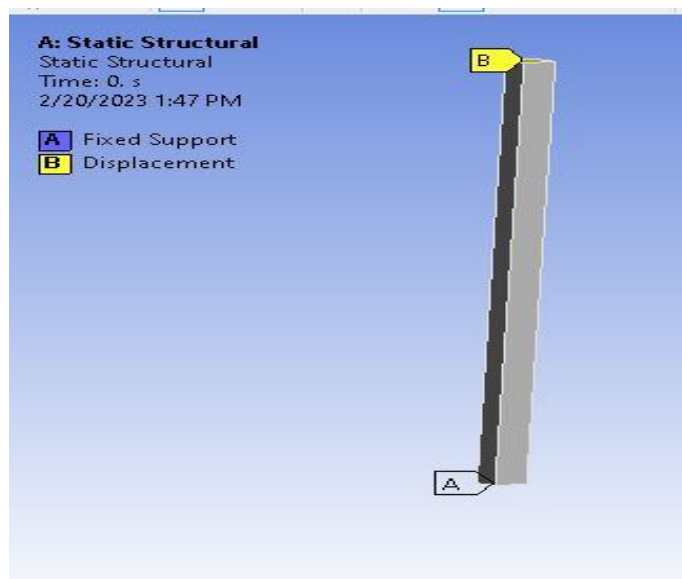 A: Static Structural
Static Structural
Time: 0. s
2/20/2023 1:47 PM
A Fixed Support
B Displacement
B
A